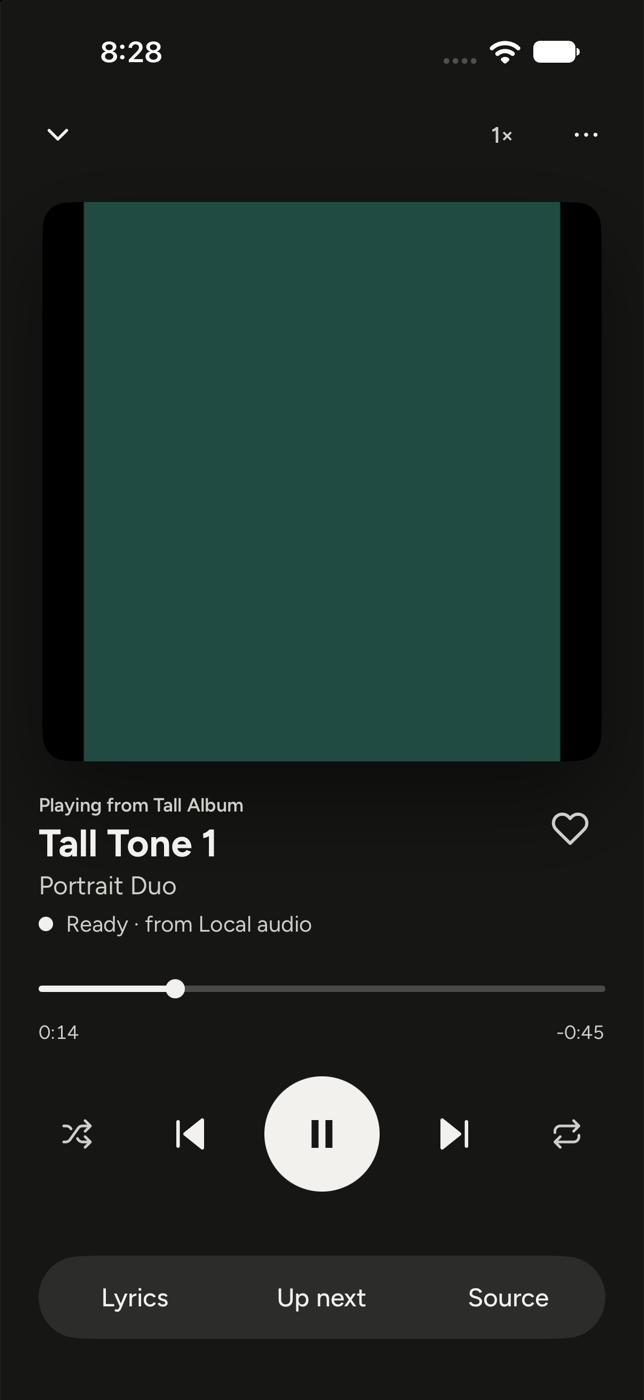 8:28
1×
Playing from Tall Album
Tall Tone 1
Portrait Duo
Ready · from Local audio
0:14
-0:45
Lyrics
Up next
Source